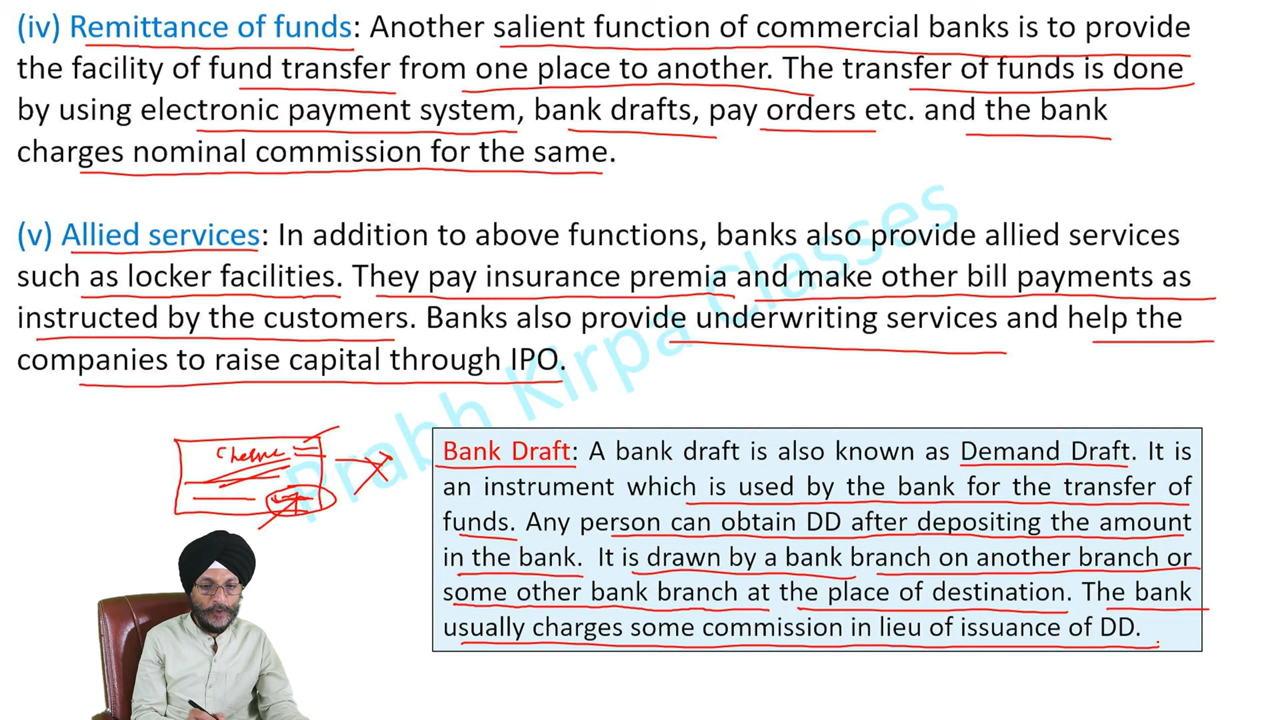 (iv) Remittance of funds: Another salient function of commercial banks is to provide
the facility of fund transfer from one place to another. The transfer of funds is done
by using electronic payment system, bank drafts, pay orders etc. and the bank
charges nominal commission for the same.
(v) Allied services: In addition to above functions, banks also provide allied services
such as locker facilities. They pay insurance premia and make other bill payments as
instructed by the customers. Banks also provide underwriting services and help the
companies to raise capital through IPO.
Prabh Kirpa Classes
Cheque
Bank Draft: A bank draft is also known as Demand Draft. It is
an instrument which is used by the bank for the transfer of
funds. Any person can obtain DD after depositing the amount
in the bank. It is drawn by a bank branch on another branch or
some other bank branch at the place of destination. The bank
usually charges some commission in lieu of issuance of DD.